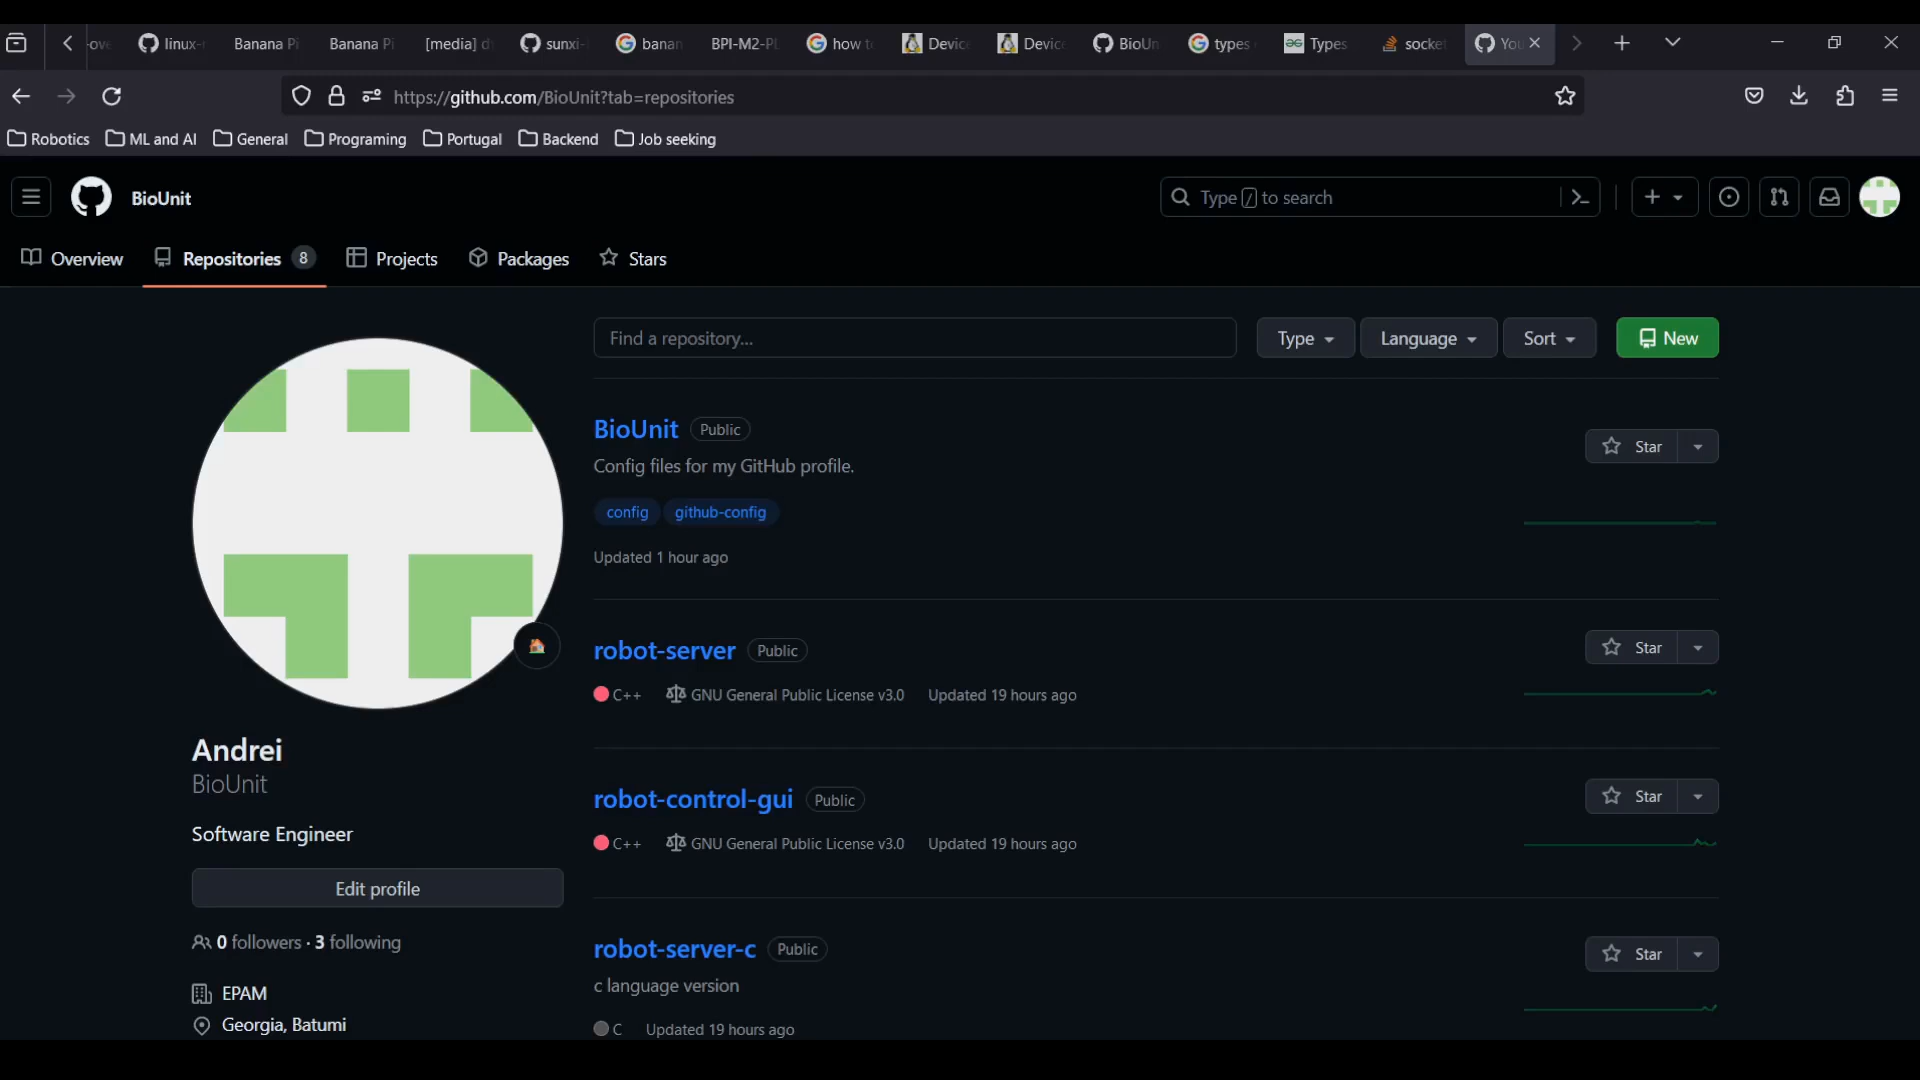 linux-
Banana Pi
Banana Pi
[media] d
sunxi-
banan
BPI-M2-
how to
Device
Device
BioUn
types
Types
socket
You
https://github.com/BioUnit?tab=repositories
Robotics
ML and AI
General
Programing
Portugal
Backend
Job seeking
BioUnit
Type / to search
Overview
Repositories 8
Projects
Packages
Stars
Find a repository...
Type
Language
Sort
New
BioUnit Public
Star
Config files for my GitHub profile.
config github-config
Updated 1 hour ago
robot-server Public
Star
C++ GNU General Public License v3.0 Updated 19 hours ago
Andrei
BioUnit
Software Engineer
Edit profile
0 followers · 3 following
EPAM
Georgia, Batumi
robot-control-gui Public
Star
C++ GNU General Public License v3.0 Updated 19 hours ago
robot-server-c Public
Star
c language version
C Updated 19 hours ago